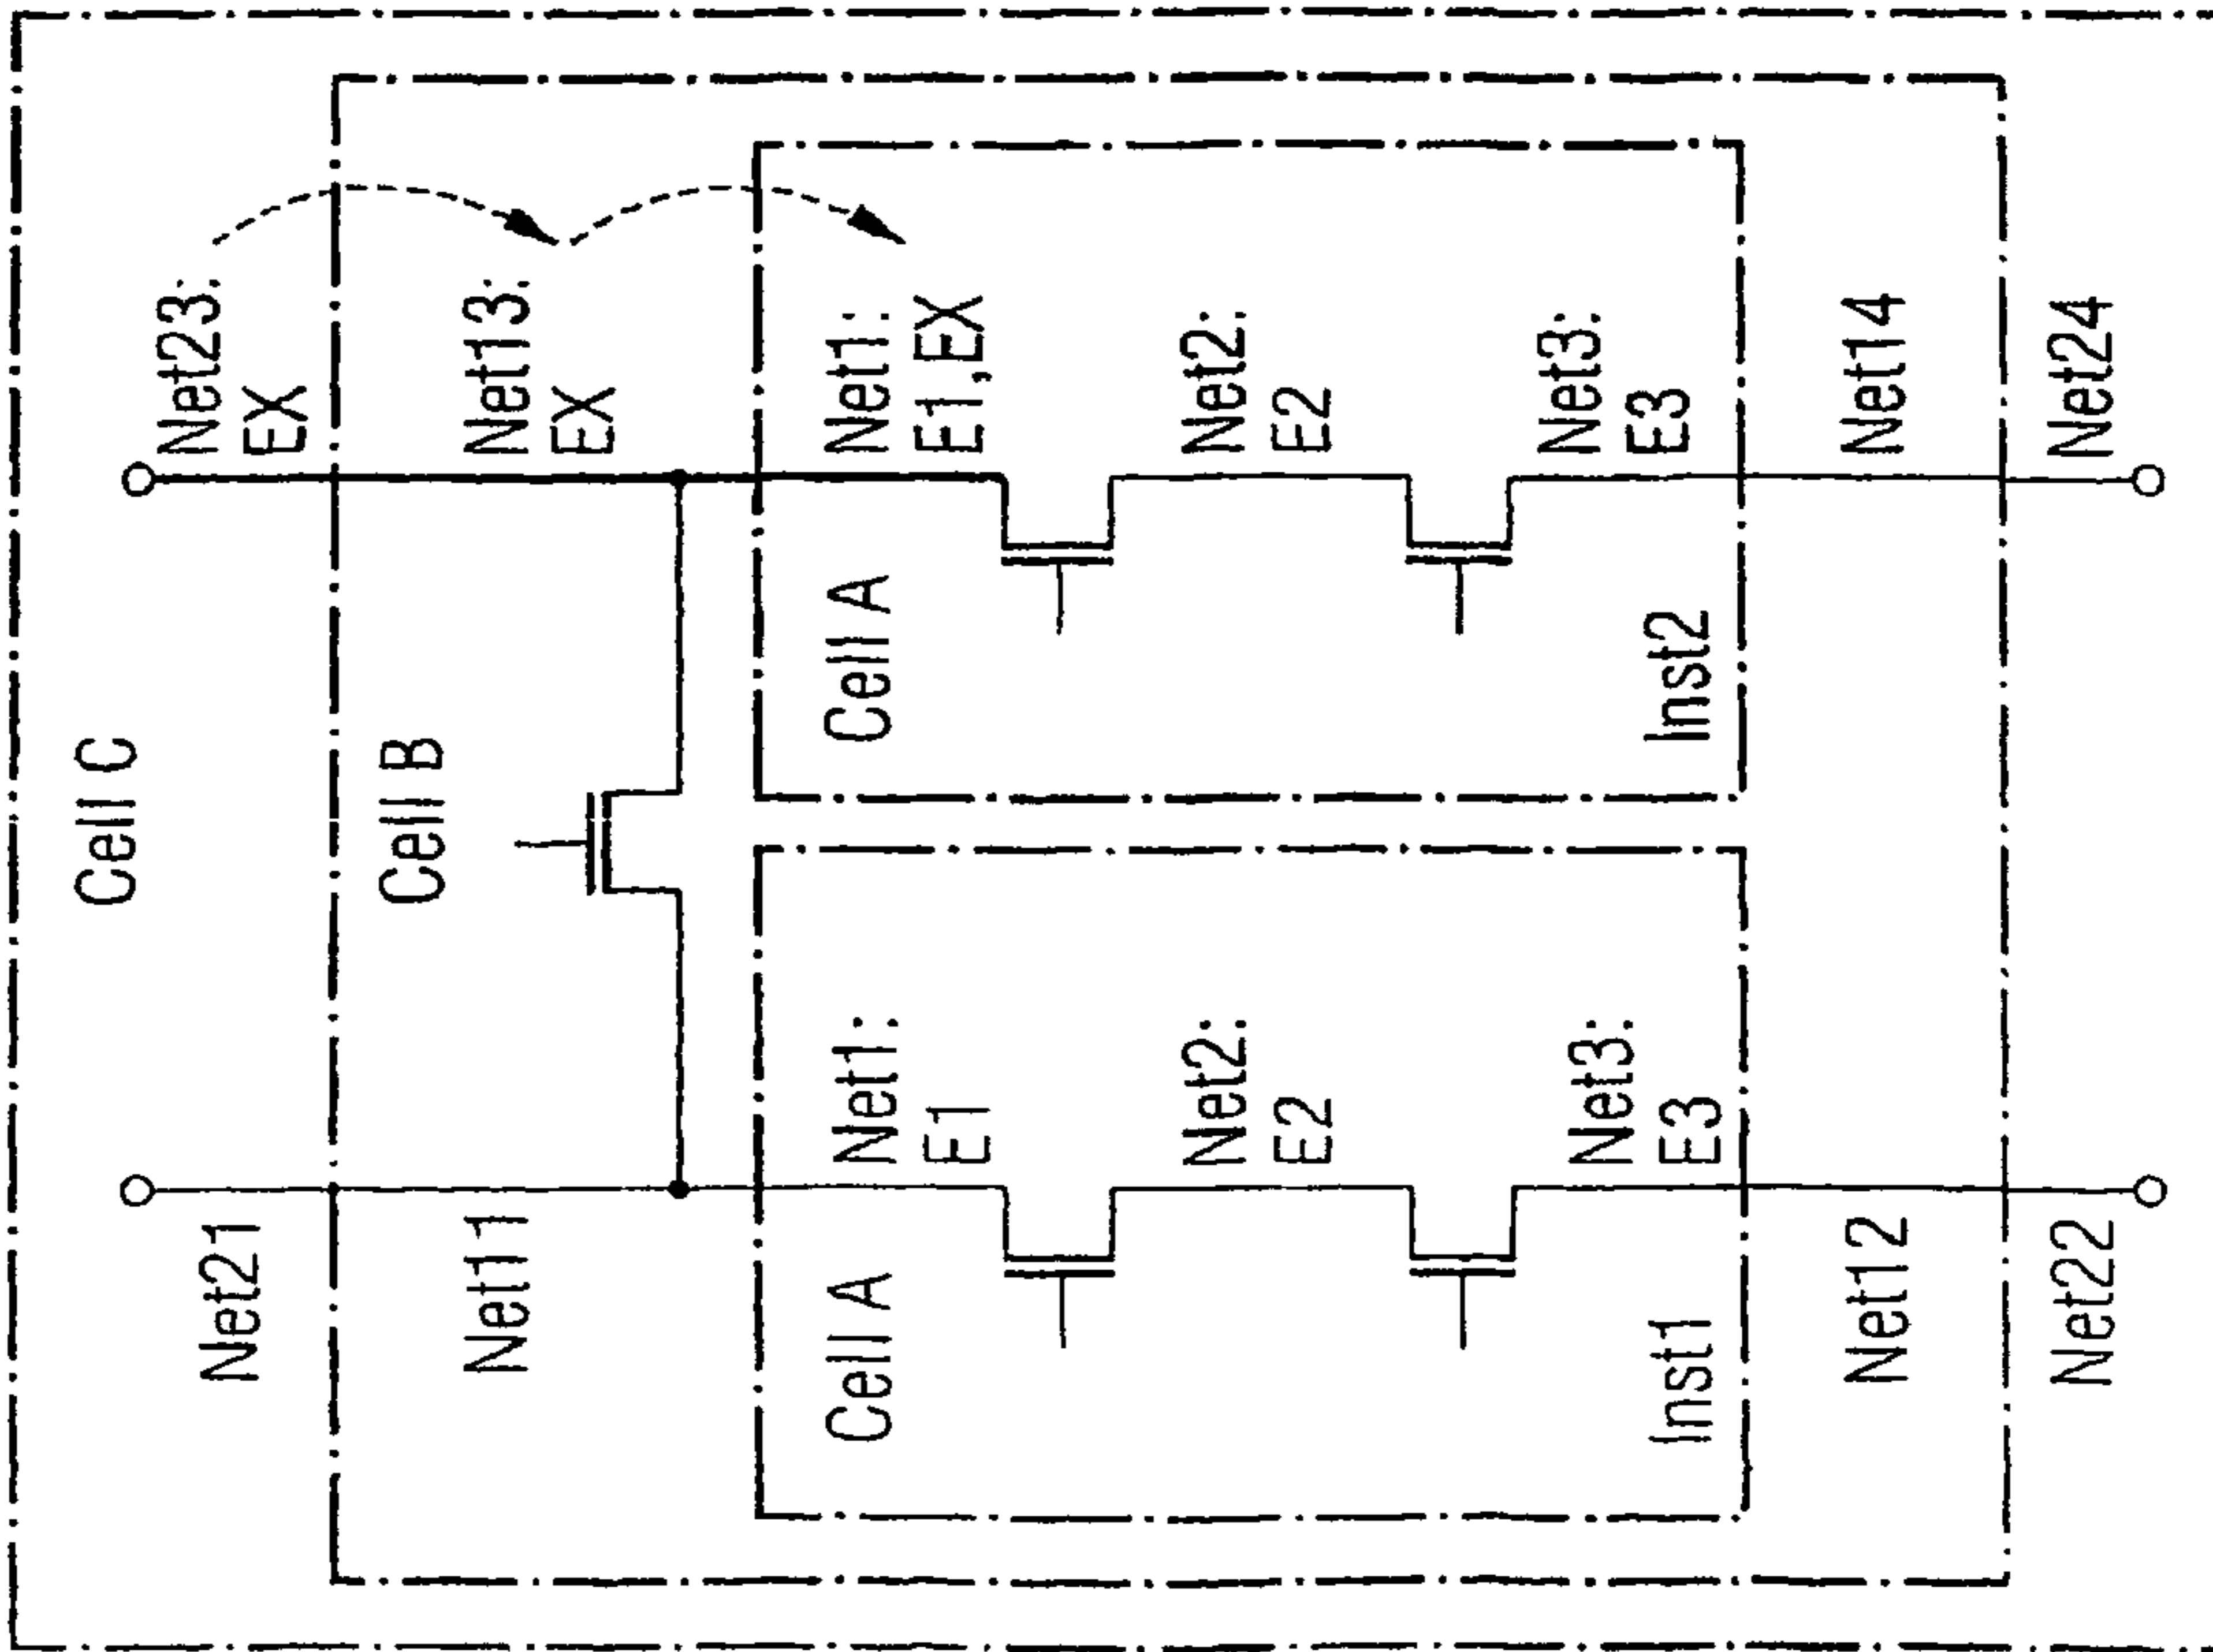 Cell C
Net21
Net23:
EX
Cell B
Net11
Net13:
EX
Cell A
Net1:
E1
Cell A
Net1:
E1,EX
Net2:
E2
Net2:
E2
Net3:
E3
Net3:
E3
Inst1
Inst2
Net12
Net14
Net22
Net24